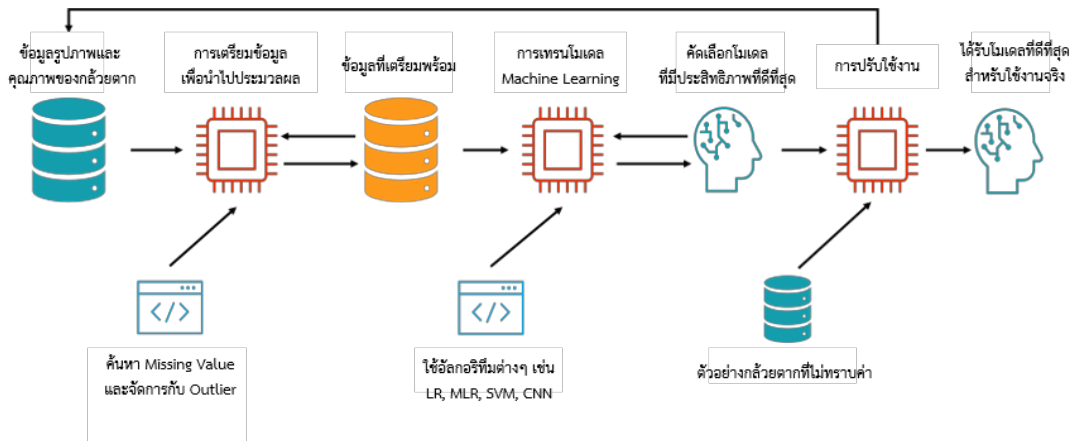 ข้อมูลรูปภาพและ
คุณภาพของกล้วยตาก
การเตรียมข้อมูล
เพื่อนำไปประมวลผล
ข้อมูลที่เตรียมพร้อม
การเทรนโมเดล
Machine Learning
คัดเลือกโมเดล
ที่มีประสิทธิภาพที่ดีที่สุด
การปรับใช้งาน
ได้รับโมเดลที่ดีที่สุด
สำหรับใช้งานจริง
</>
</>
ค้นหา Missing Value
และจัดการกับ Outlier
ใช้อัลกอริทึมต่างๆ เช่น
LR, MLR, SVM, CNN
ตัวอย่างกล้วยตากที่ไม่ทราบค่า